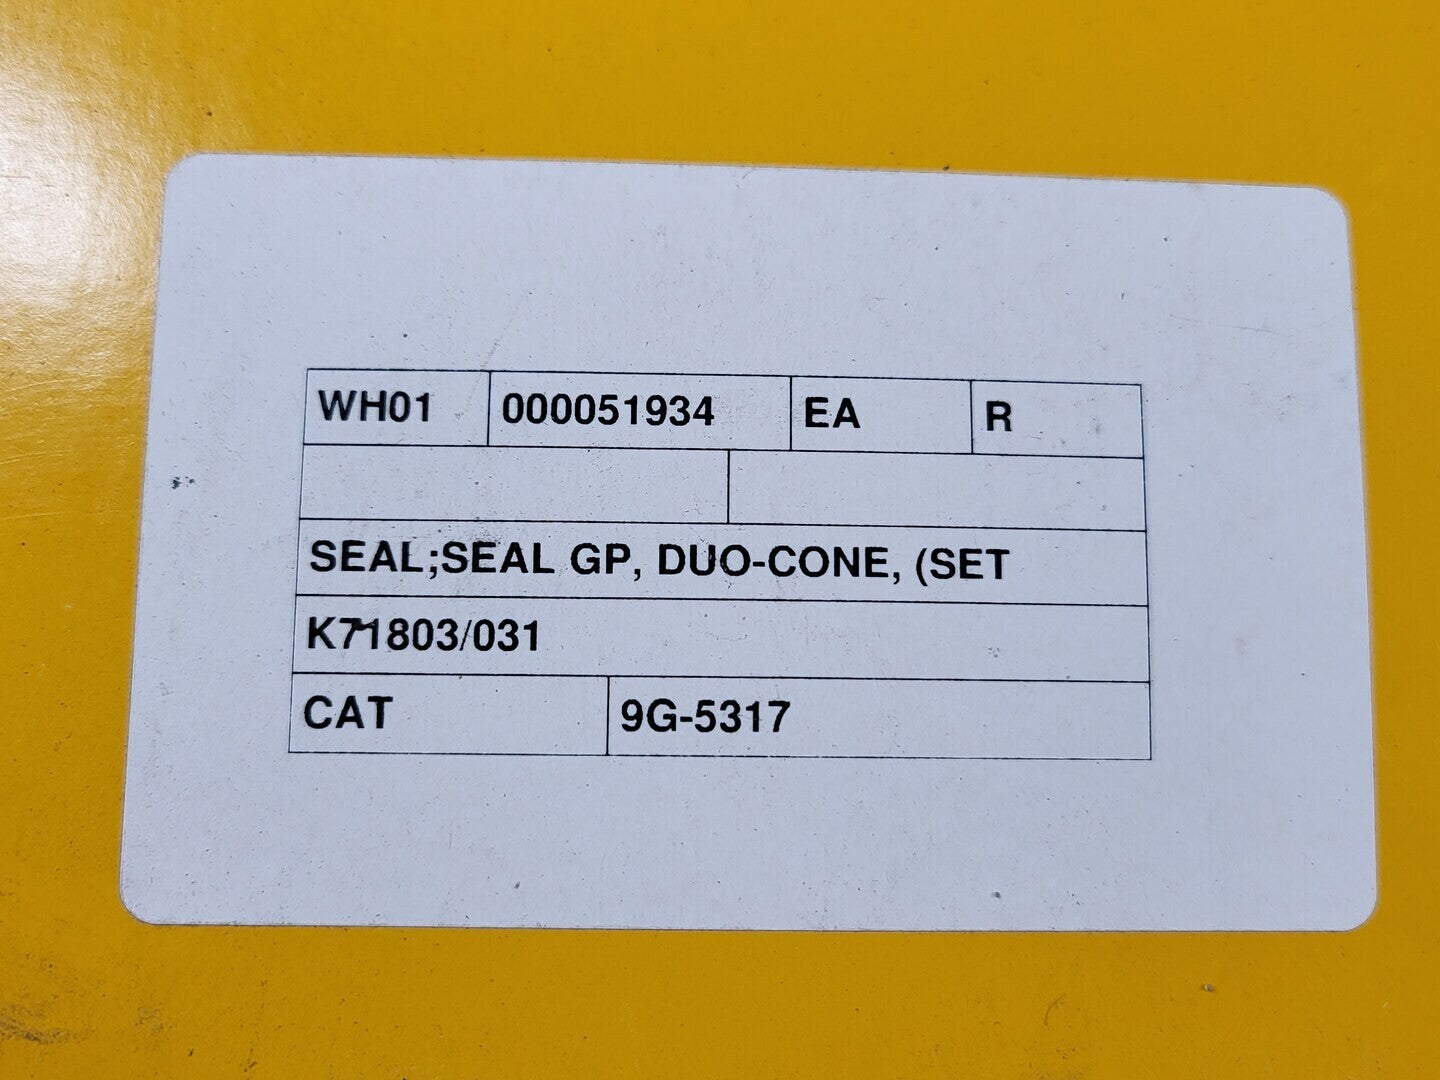 WH01 000051934 EA R
SEAL;SEAL GP, DUO-CONE, (SET
K71803/031
CAT 9G-5317